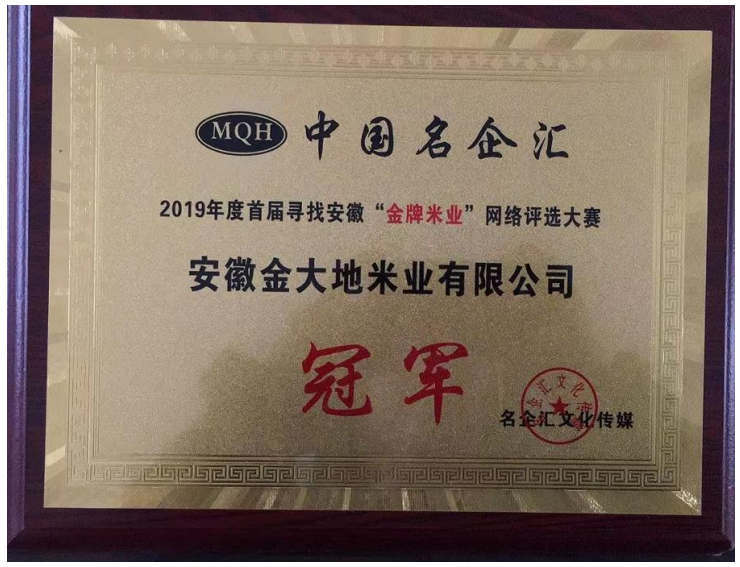 MQH 中国名企汇
2019年度首届寻找安徽“金牌米业”网络评选大赛
安徽金大地米业有限公司
冠军
名企汇文化传媒